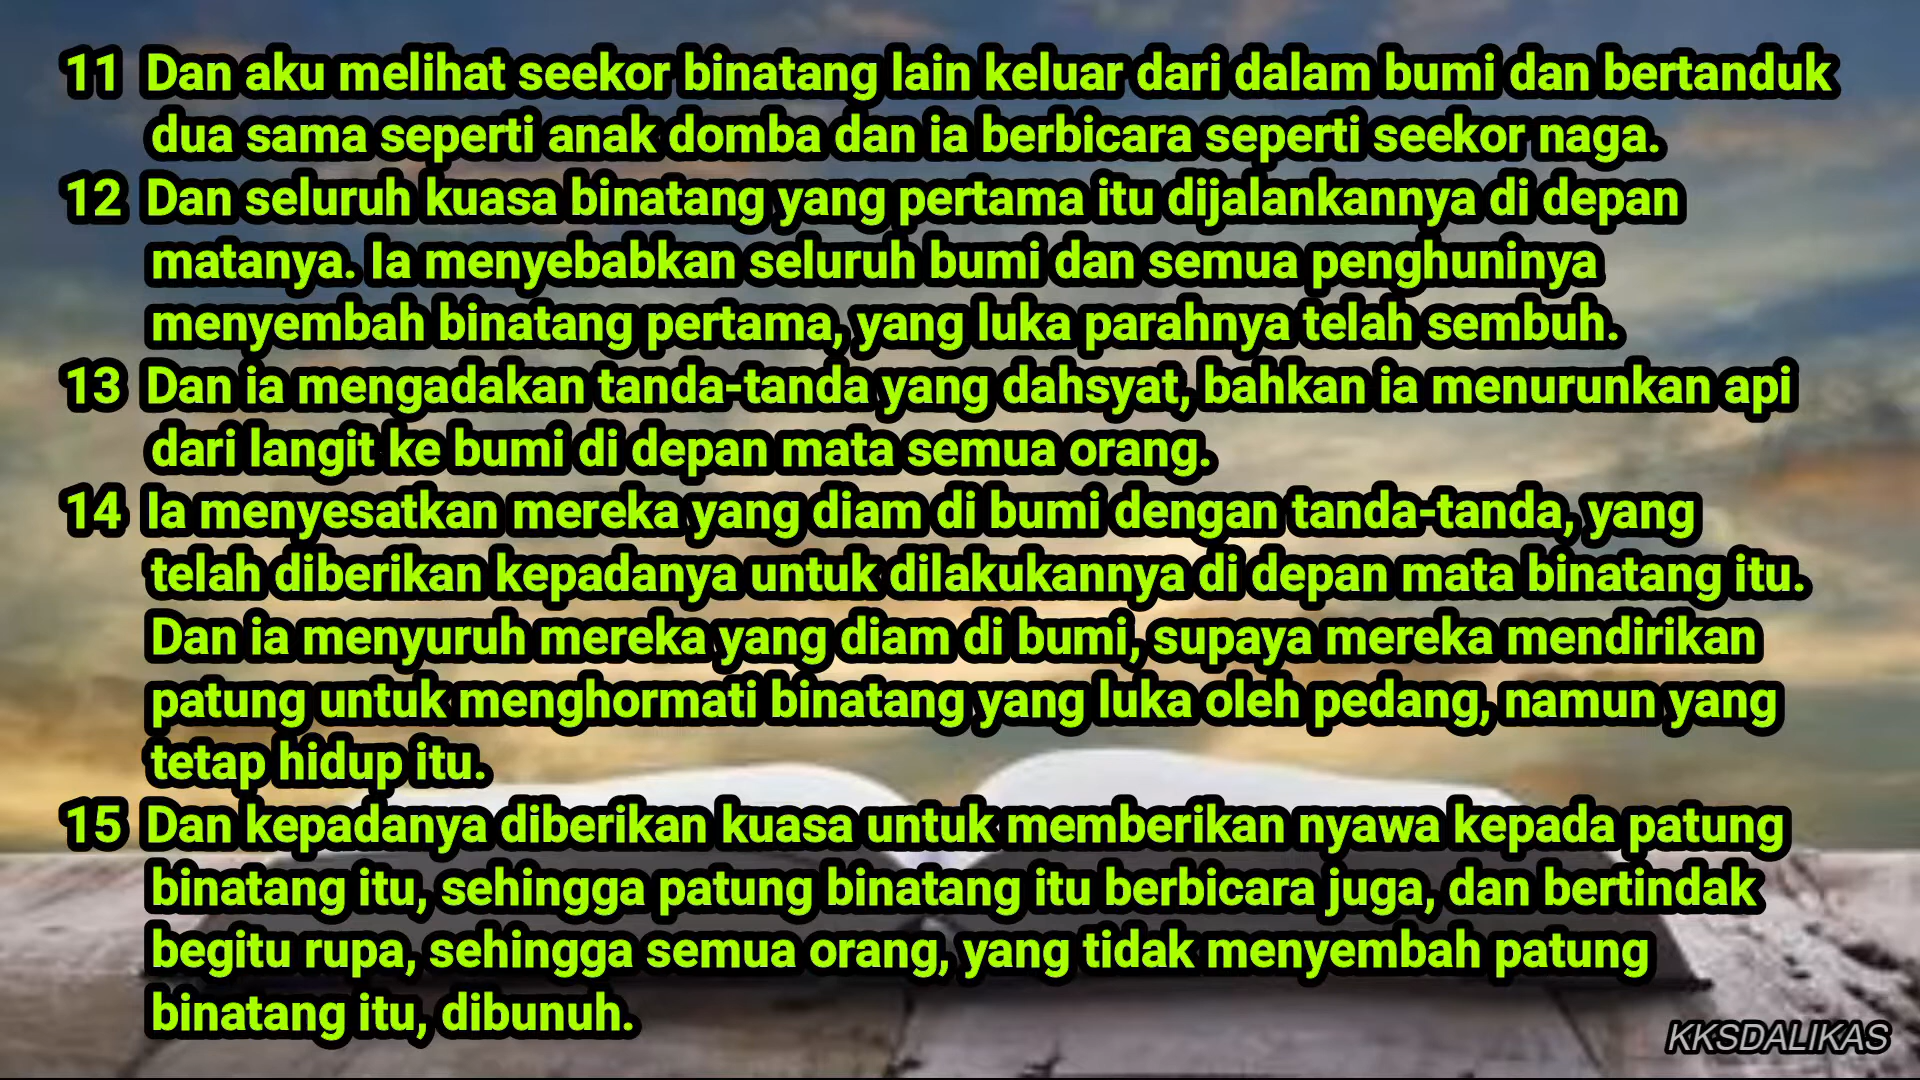 11 Dan aku melihat seekor binatang lain keluar dari dalam bumi dan bertanduk
dua sama seperti anak domba dan ia berbicara seperti seekor naga.
12 Dan seluruh kuasa binatang yang pertama itu dijalankannya di depan
matanya. Ia menyebabkan seluruh bumi dan semua penghuninya
menyembah binatang pertama, yang luka parahnya telah sembuh.
13 Dan ia mengadakan tanda-tanda yang dahsyat, bahkan ia menurunkan api
dari langit ke bumi di depan mata semua orang.
14 Ia menyesatkan mereka yang diam di bumi dengan tanda-tanda, yang
telah diberikan kepadanya untuk dilakukannya di depan mata binatang itu.
Dan ia menyuruh mereka yang diam di bumi, supaya mereka mendirikan
patung untuk menghormati binatang yang luka oleh pedang, namun yang
tetap hidup itu.
15 Dan kepadanya diberikan kuasa untuk memberikan nyawa kepada patung
binatang itu, sehingga patung binatang itu berbicara juga, dan bertindak
begitu rupa, sehingga semua orang, yang tidak menyembah patung
binatang itu, dibunuh.
KKSDALIKAS